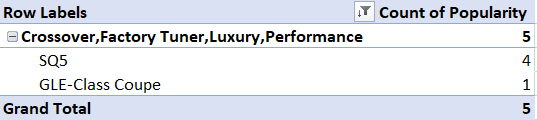 Row Labels Count of Popularity
Crossover,Factory Tuner,Luxury,Performance 5
SQ5 4
GLE-Class Coupe 1
Grand Total 5